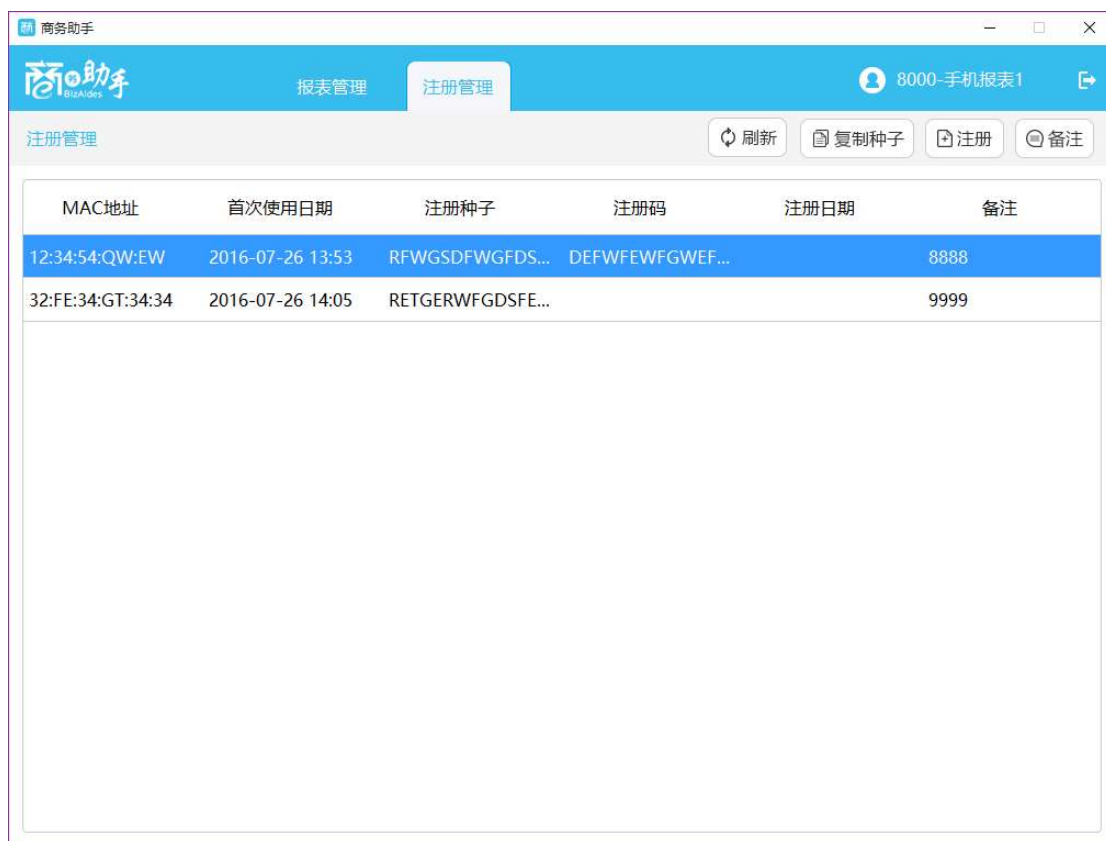 商务助手
商务助手
BizAides
报表管理 注册管理 8000-手机报表1
注册管理 刷新 复制种子 注册 备注
MAC地址 首次使用日期 注册种子 注册码 注册日期 备注
12:34:54:QW:EW 2016-07-26 13:53 RFWGSDFWGFDS... DEFWFEWFGWEF... 8888
32:FE:34:GT:34:34 2016-07-26 14:05 RETGERWFGDSFE... 9999